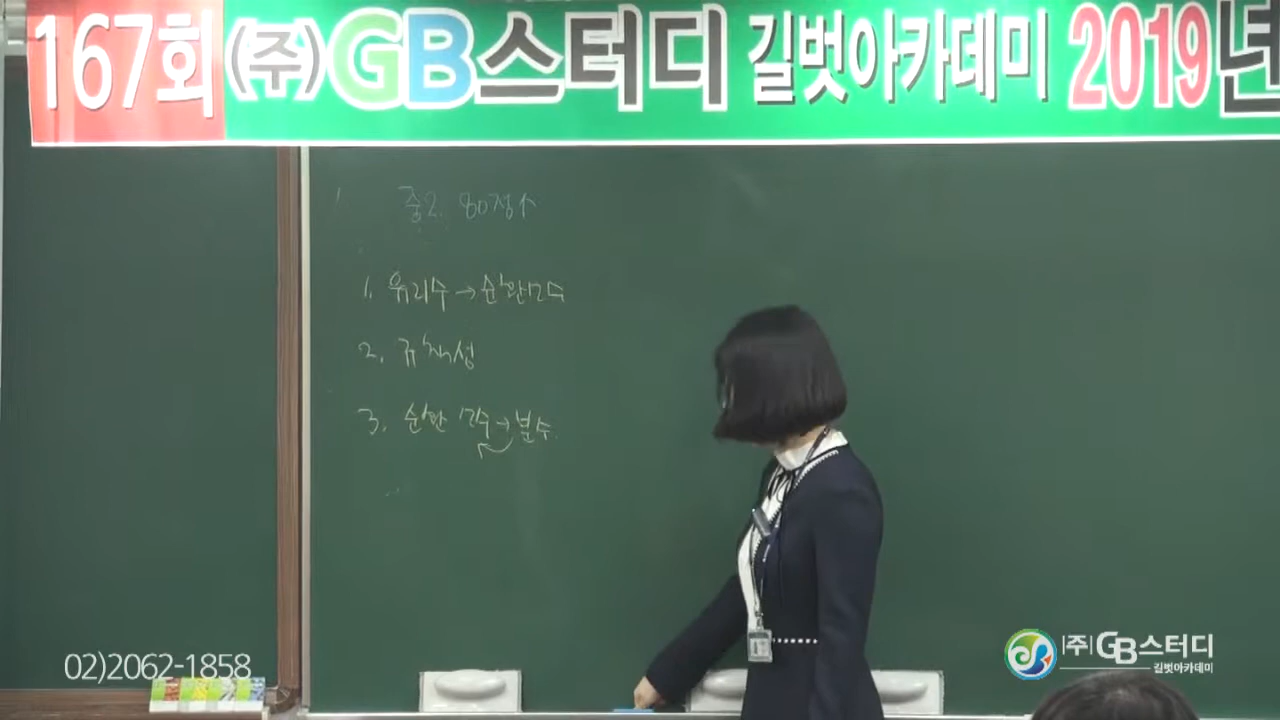 167회 (주)GB스터디 길벗아카데미 2019년
중2. 80점↑
1. 유리수 → 순환소수
2. 규칙성
3. 순환소수 → 분수
02)2062-1858
(주)GB스터디
길벗아카데미